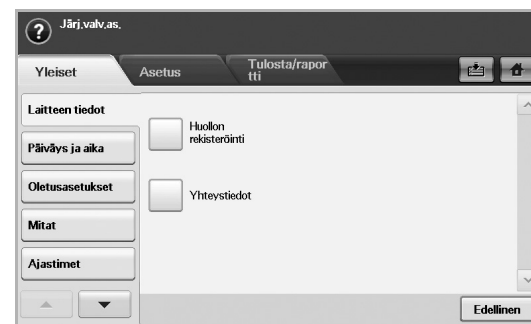 ?
Järj.valv.as.
Yleiset
Asetus
Tulosta/rapor
tti
Laitteen tiedot
Päiväys ja aika
Oletusasetukset
Mitat
Ajastimet
Huollon
rekisteröinti
Yhteystiedot
Edellinen